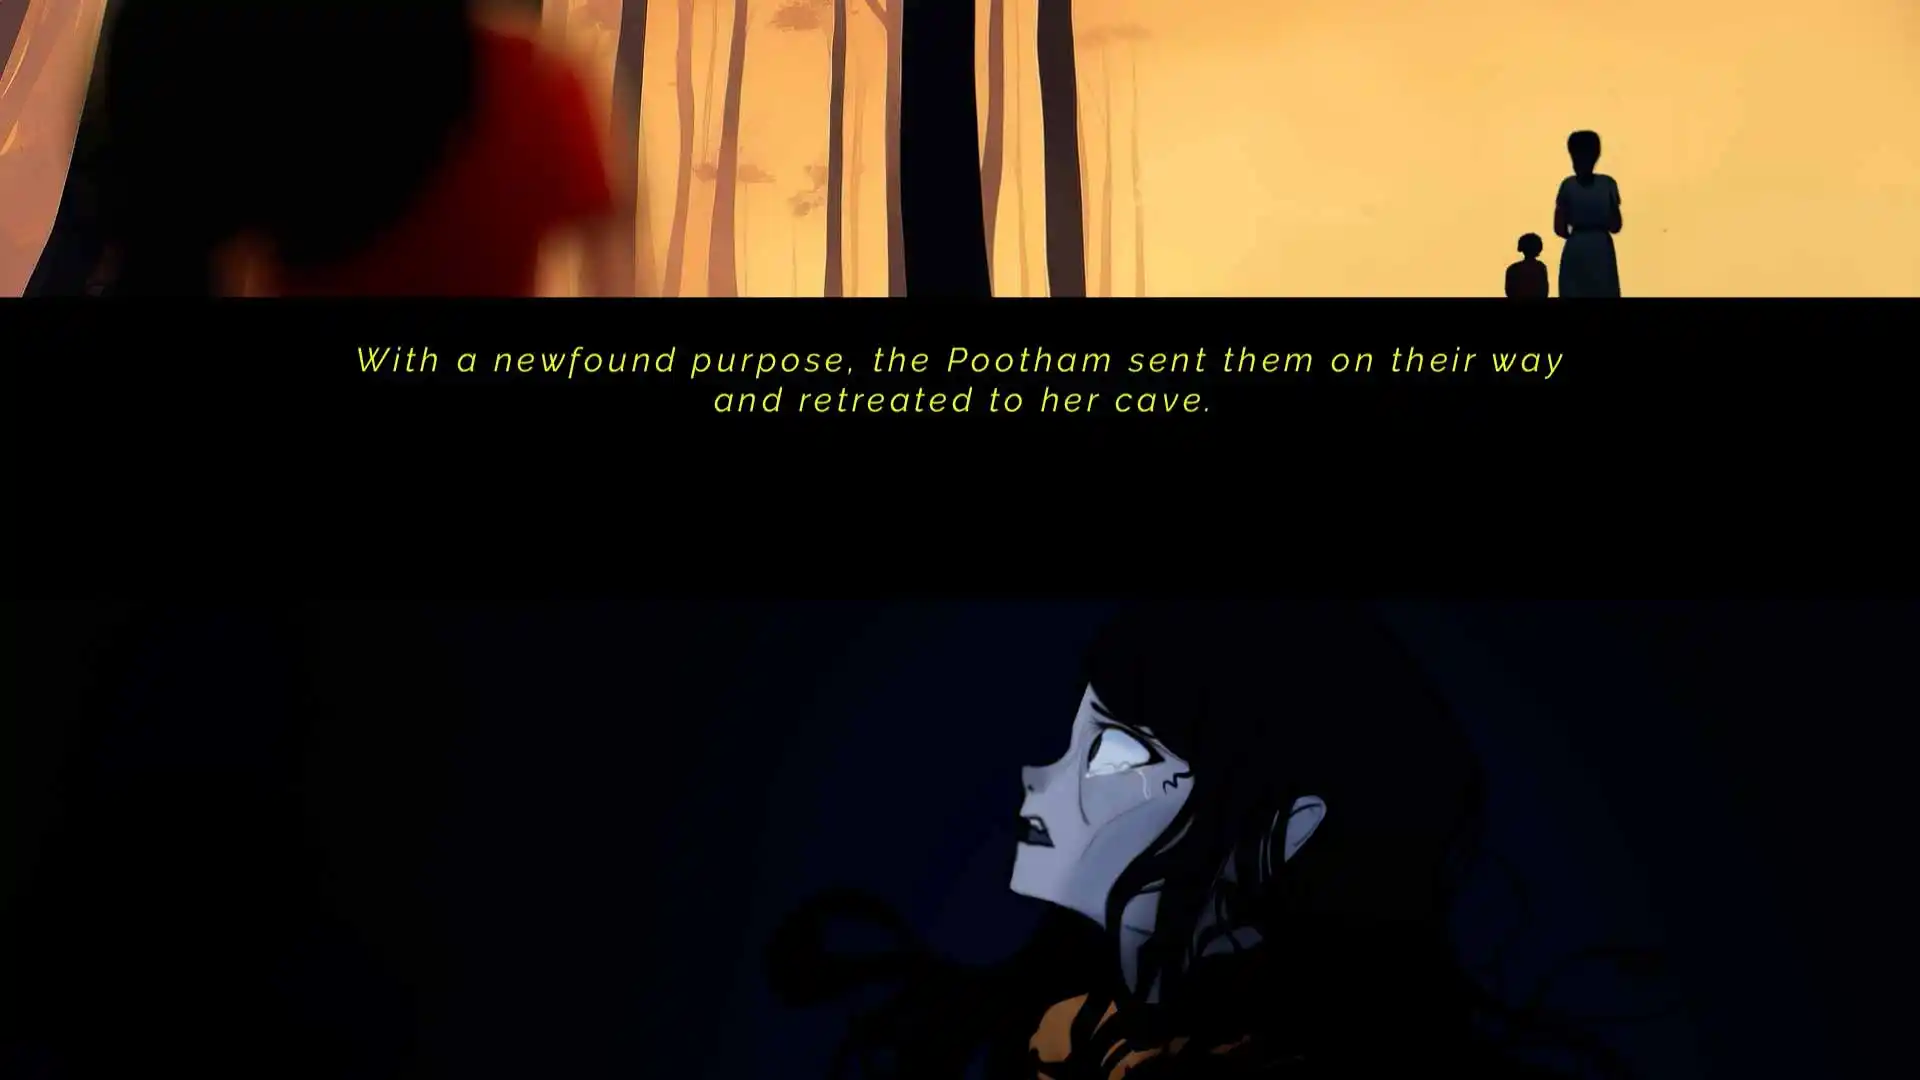 With a newfound purpose, the Pootham sent them on their way
and retreated to her cave.